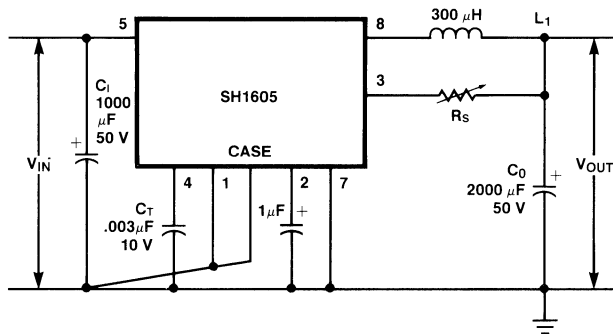 300 µH
L1
5
8
CI
1000
µF
50 V
SH1605
3
RS
+
VIN
CASE
CT
.003µF
10 V
4
1
2
7
1µF
+
C0
2000 µF
50 V
+
VOUT